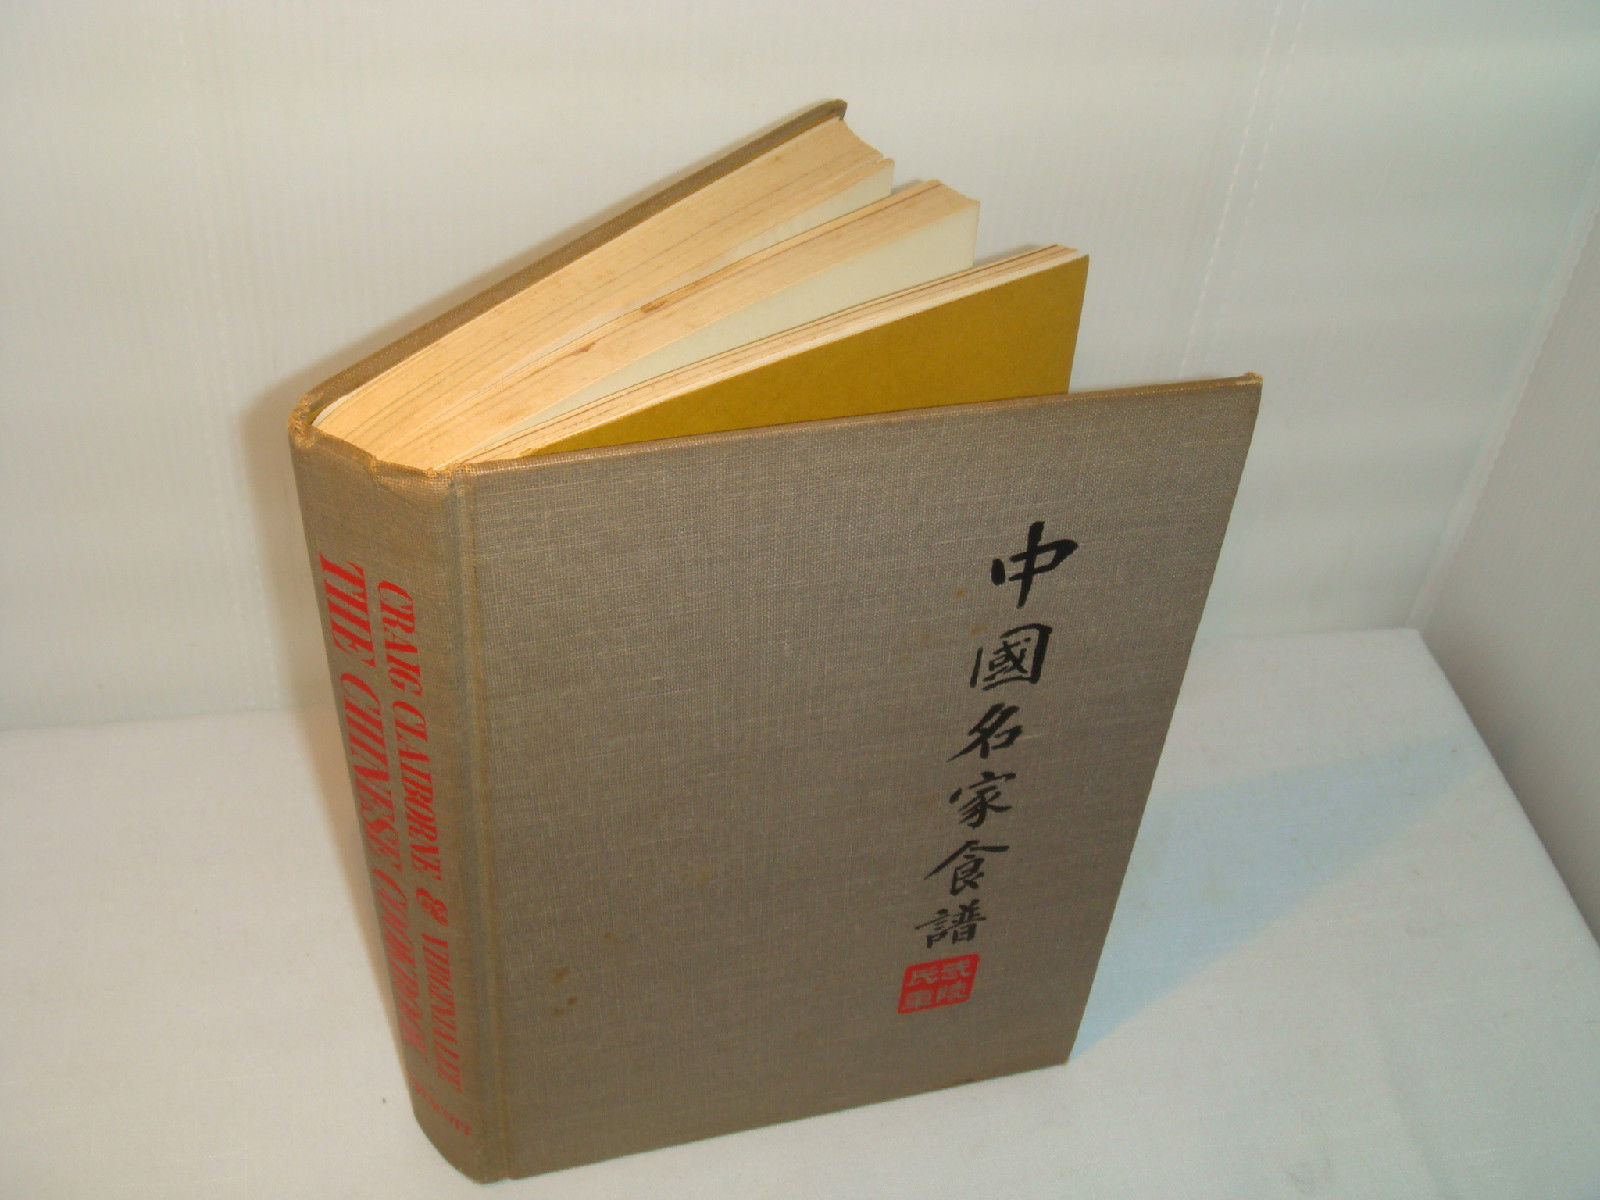 CRAIG CLAIBORNE & VIRGINIA LEE
THE CHINESE COOKBOOK
中國名家食譜